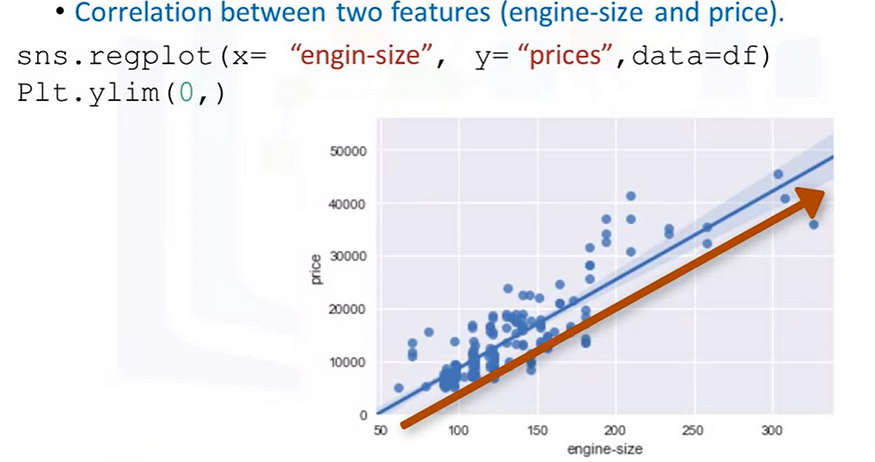 • Correlation between two features (engine-size and price).
sns.regplot(x= “engin-size”, y= “prices”,data=df)
Plt.ylim(0,)
50000
40000
30000
20000
10000
0
price
50 100 150 200 250 300
engine-size